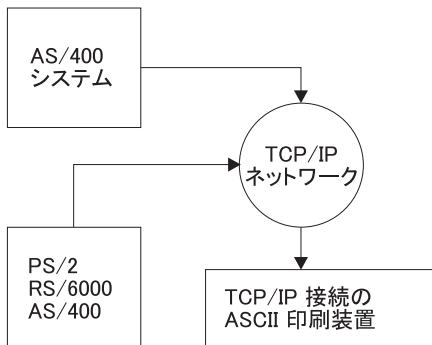 AS/400
システム
TCP/IP
ネットワーク
PS/2
RS/6000
AS/400
TCP/IP 接続の
ASCII 印刷装置